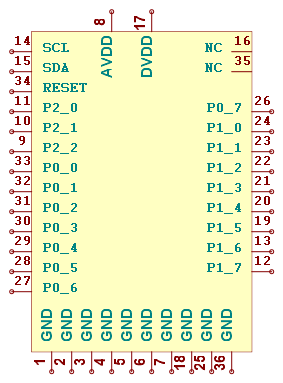 8 17
AVDD DVDD
14 SCL NC 16
15 SDA NC 35
34 RESET
11 P2_0 P0_7 26
10 P2_1 P1_0 24
9 P2_2 P1_1 23
33 P0_0 P1_2 22
32 P0_1 P1_3 21
31 P0_2 P1_4 20
30 P0_3 P1_5 19
29 P0_4 P1_6 13
28 P0_5 P1_7 12
27 P0_6
GND GND GND GND GND GND GND GND GND GND
1 2 3 4 5 6 7 18 25 36